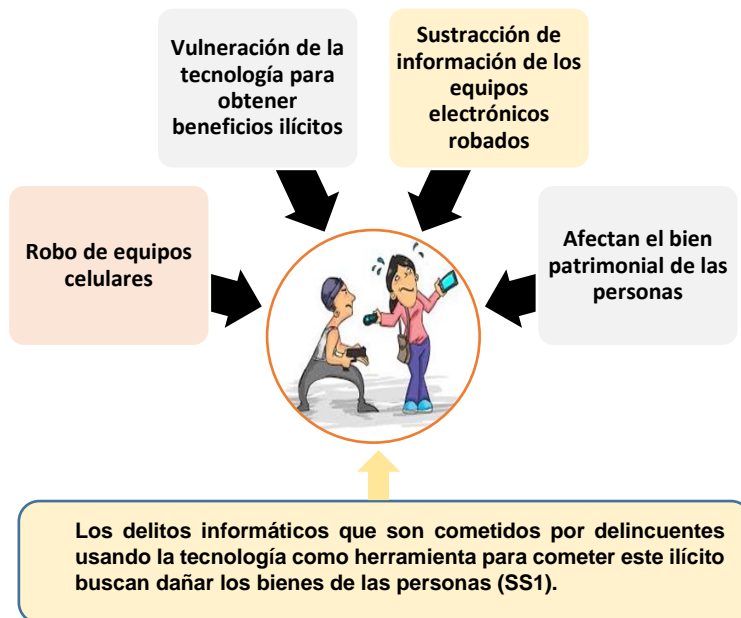 Vulneración de la
tecnología para
obtener
beneficios ilícitos
Sustracción de
información de los
equipos
electrónicos
robados
Robo de equipos
celulares
Afectan el bien
patrimonial de las
personas
Los delitos informáticos que son cometidos por delincuentes
usando la tecnología como herramienta para cometer este ilícito
buscan dañar los bienes de las personas (SS1).